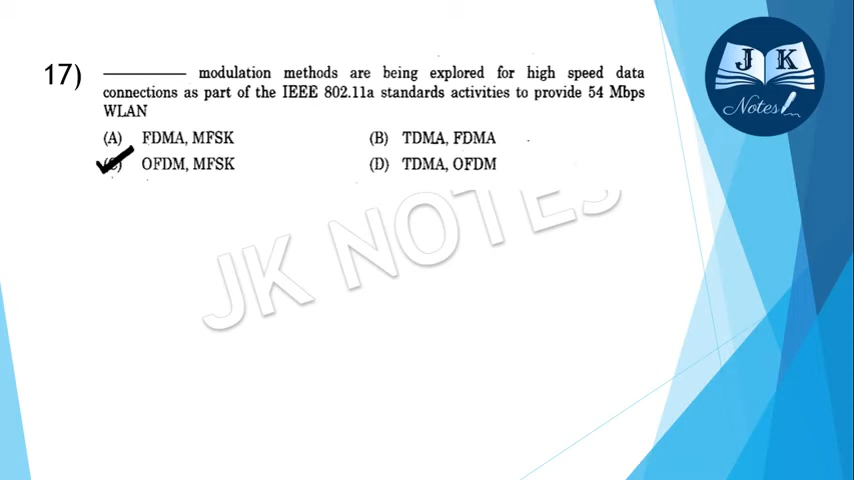 17) ________ modulation methods are being explored for high speed data
connections as part of the IEEE 802.11a standards activities to provide 54 Mbps
WLAN
(A) FDMA, MFSK (B) TDMA, FDMA
(C) OFDM, MFSK (D) TDMA, OFDM
JK NOTES
J K
Notes